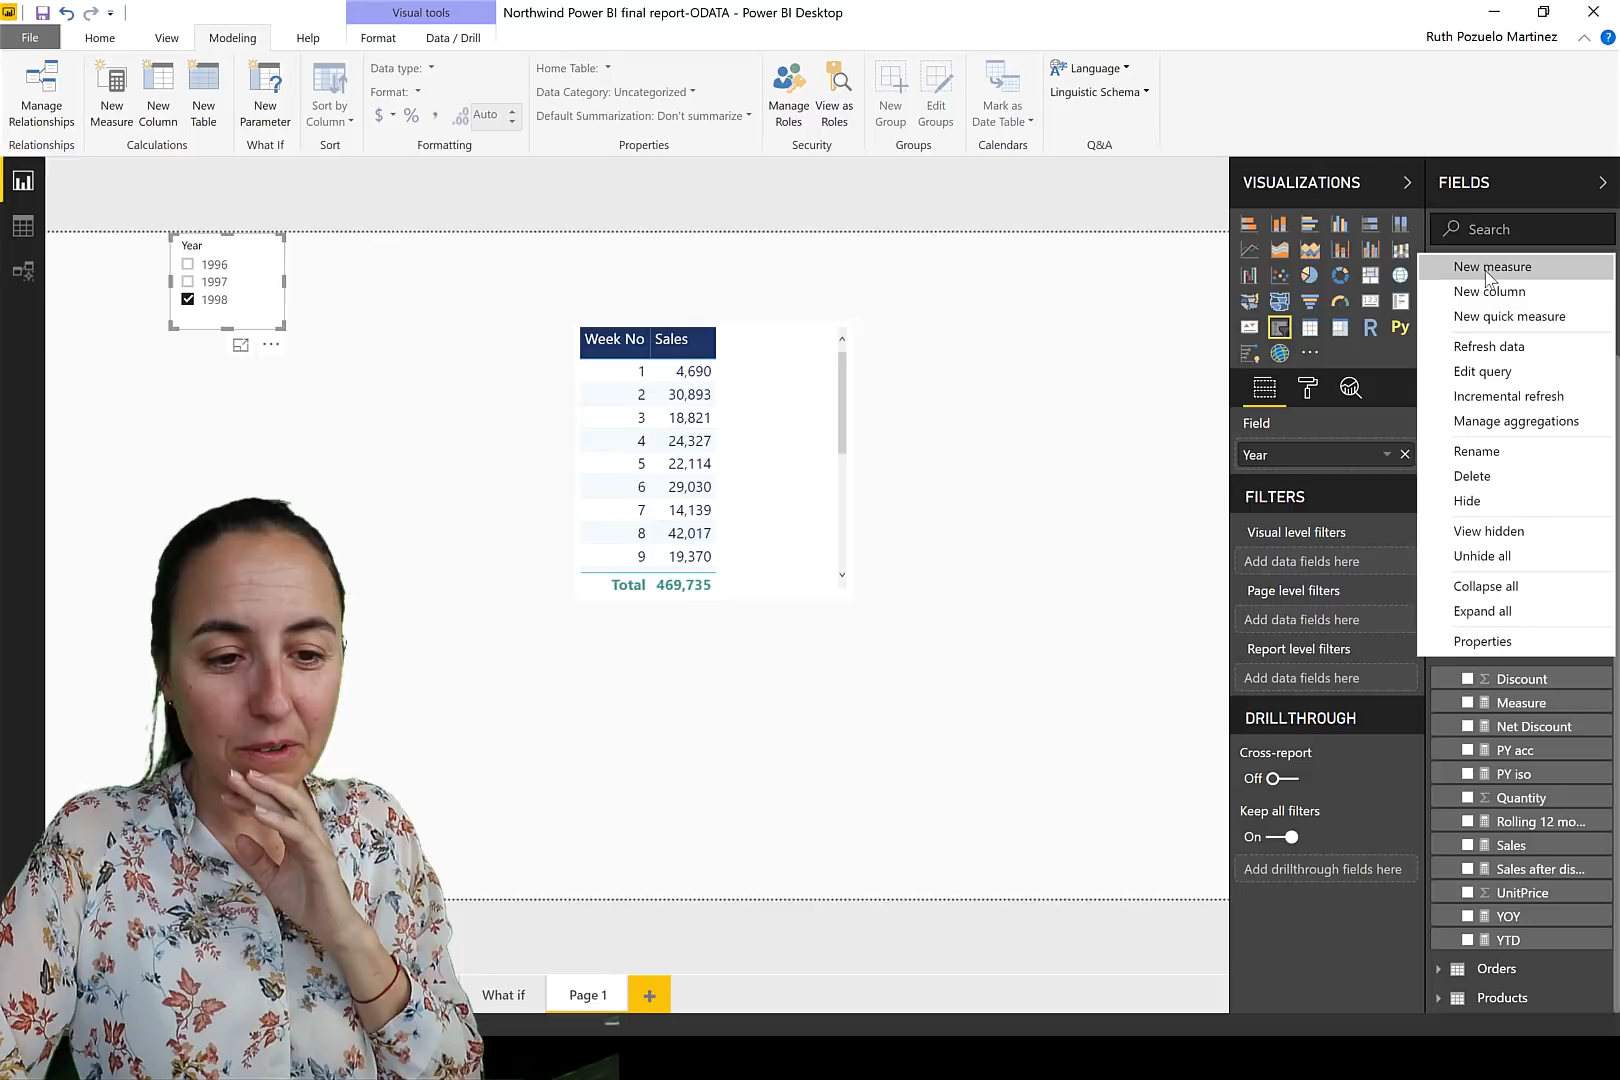 Visual tools
Northwind Power BI final report-ODATA - Power BI Desktop
File
Home
View
Modeling
Help
Format
Data / Drill
Ruth Pozuelo Martinez
Manage Relationships
New Measure
New Column
New Table
New Parameter
Sort by Column
Data type:
Format:
$ % , .00 Auto
Home Table:
Data Category: Uncategorized
Default Summarization: Don't summarize
Manage Roles
View as Roles
New Group
Edit Groups
Mark as Date Table
Language
Linguistic Schema
Relationships
Calculations
What If
Sort
Formatting
Properties
Security
Groups
Calendars
Q&A
Year
1996
1997
1998
Week No Sales
1 4,690
2 30,893
3 18,821
4 24,327
5 22,114
6 29,030
7 14,139
8 42,017
9 19,370
Total 469,735
What if
Page 1
VISUALIZATIONS
R
Py
Field
Year
FILTERS
Visual level filters
Add data fields here
Page level filters
Add data fields here
Report level filters
Add data fields here
DRILLTHROUGH
Cross-report
Off
Keep all filters
On
Add drillthrough fields here
FIELDS
Search
New measure
New column
New quick measure
Refresh data
Edit query
Incremental refresh
Manage aggregations
Rename
Delete
Hide
View hidden
Unhide all
Collapse all
Expand all
Properties
Discount
Measure
Net Discount
PY acc
PY iso
Quantity
Rolling 12 mo...
Sales
Sales after dis...
UnitPrice
YOY
YTD
Orders
Products